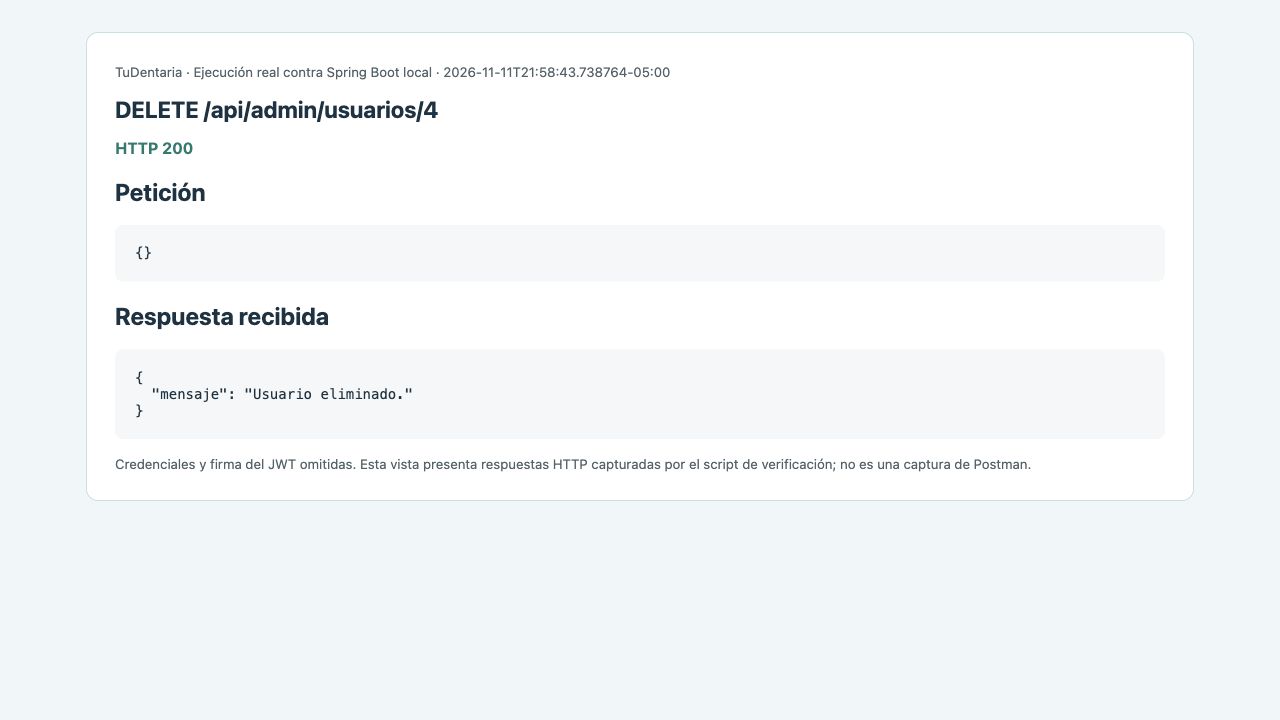 TuDentaria · Ejecución real contra Spring Boot local · 2026-11-11T21:58:43.738764-05:00
DELETE /api/admin/usuarios/4
HTTP 200
Petición
{}
Respuesta recibida
{
  "mensaje": "Usuario eliminado."
}
Credenciales y firma del JWT omitidas. Esta vista presenta respuestas HTTP capturadas por el script de verificación; no es una captura de Postman.